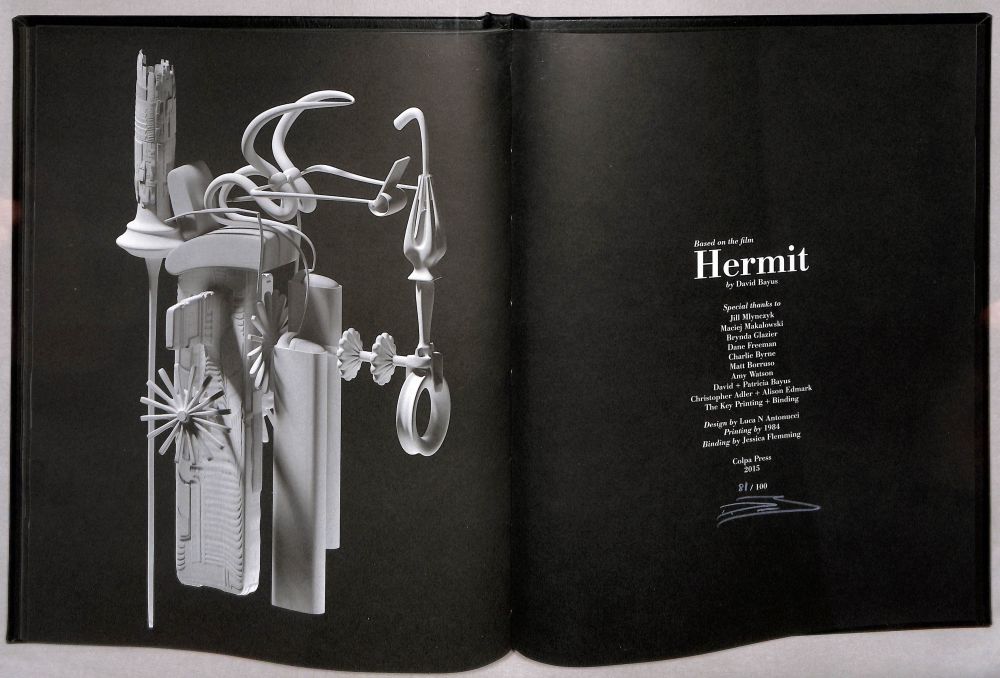 Based on the film
Hermit
by David Bayus
Special thanks to
Jill Mlynczyk
Maciej Makalowski
Brynda Glazier
Dane Freeman
Charlie Byrne
Matt Borruso
Amy Watson
David + Patricia Bayus
Christopher Adler + Alison Edmark
The Key Printing + Binding
Design by Luca N Antonucci
Printing by 1984
Binding by Jessica Flemming
Colpa Press
2015
81 / 100